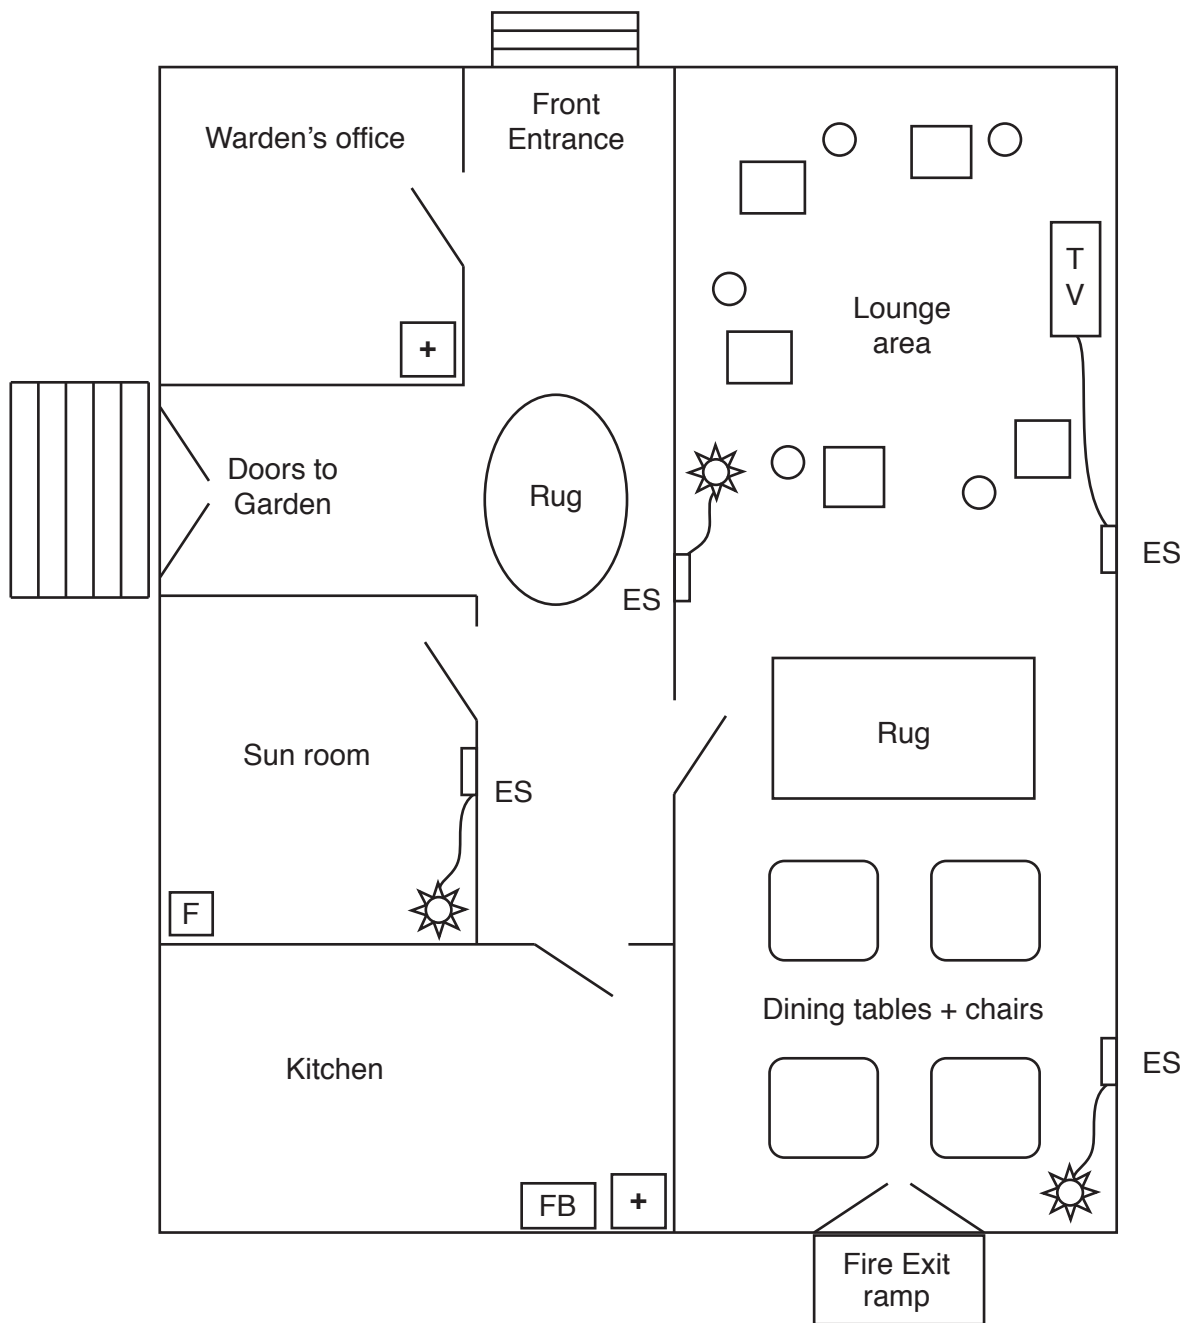 Front
Entrance
Warden's office
T
V
Lounge
area
+
Doors to
Garden
Rug
ES
ES
Rug
Sun room
ES
F
Dining tables + chairs
Kitchen
ES
FB
+
Fire Exit
ramp